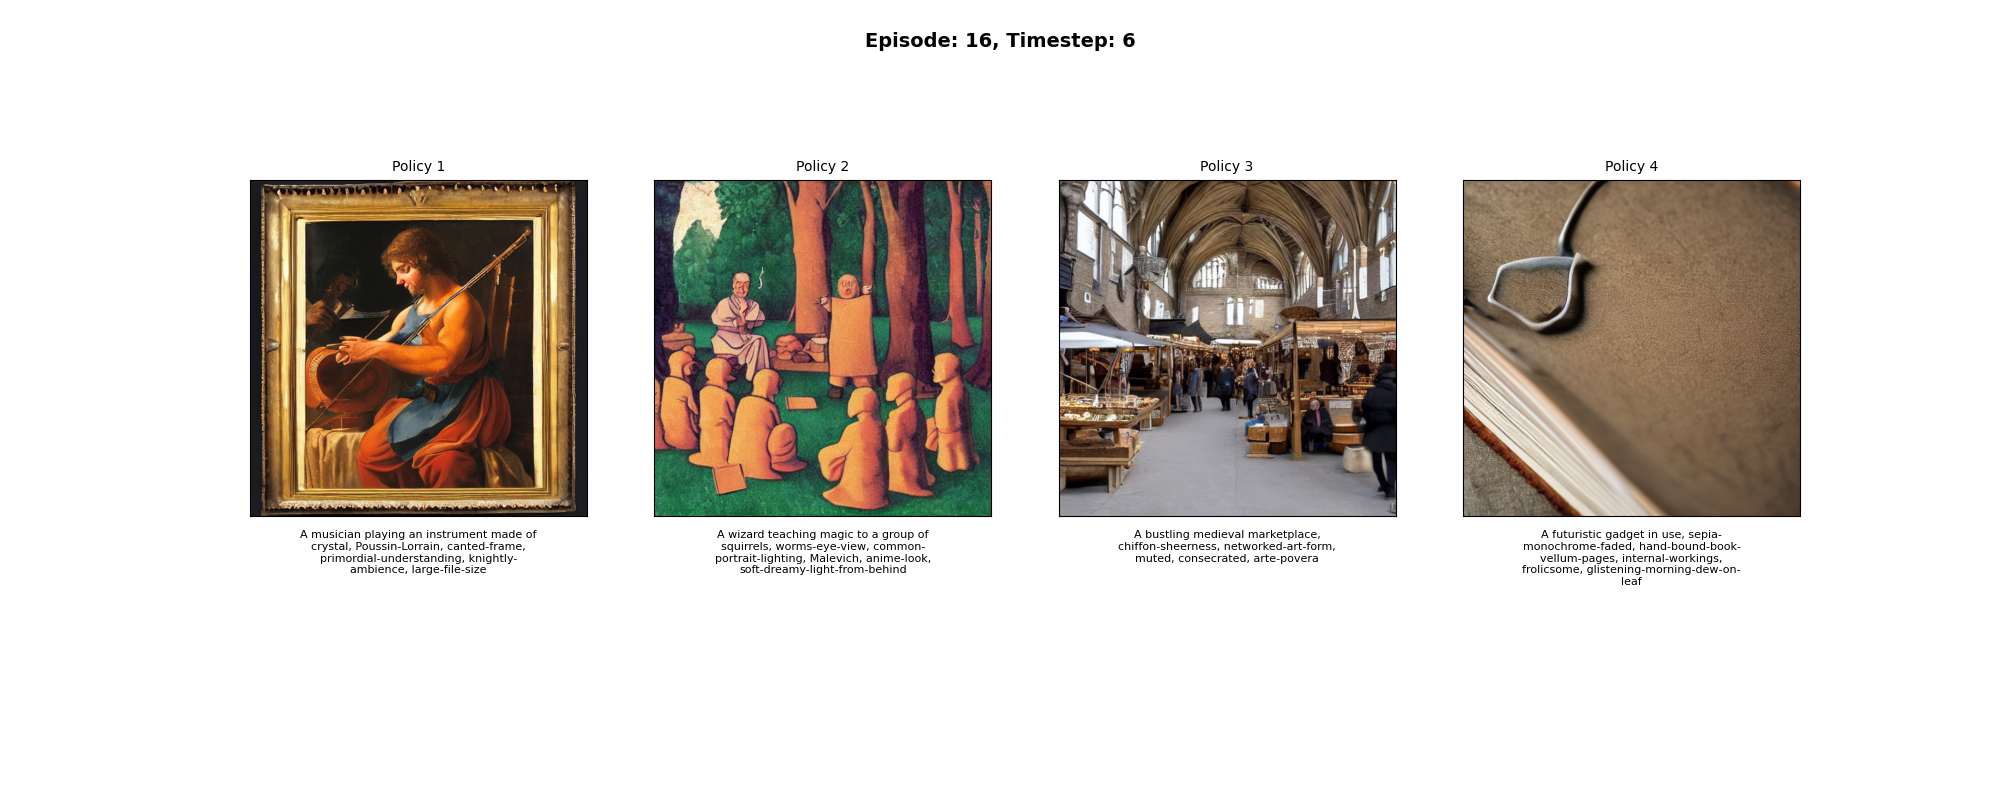 Episode: 16, Timestep: 6
Policy 1
A musician playing an instrument made of
crystal, Poussin-Lorrain, canted-frame,
primordial-understanding, knightly-
ambience, large-file-size
Policy 2
A wizard teaching magic to a group of
squirrels, worms-eye-view, common-
portrait-lighting, Malevich, anime-look,
soft-dreamy-light-from-behind
Policy 3
A bustling medieval marketplace,
chiffon-sheerness, networked-art-form,
muted, consecrated, arte-povera
Policy 4
A futuristic gadget in use, sepia-
monochrome-faded, hand-bound-book-
vellum-pages, internal-workings,
frolicsome, glistening-morning-dew-on-
leaf